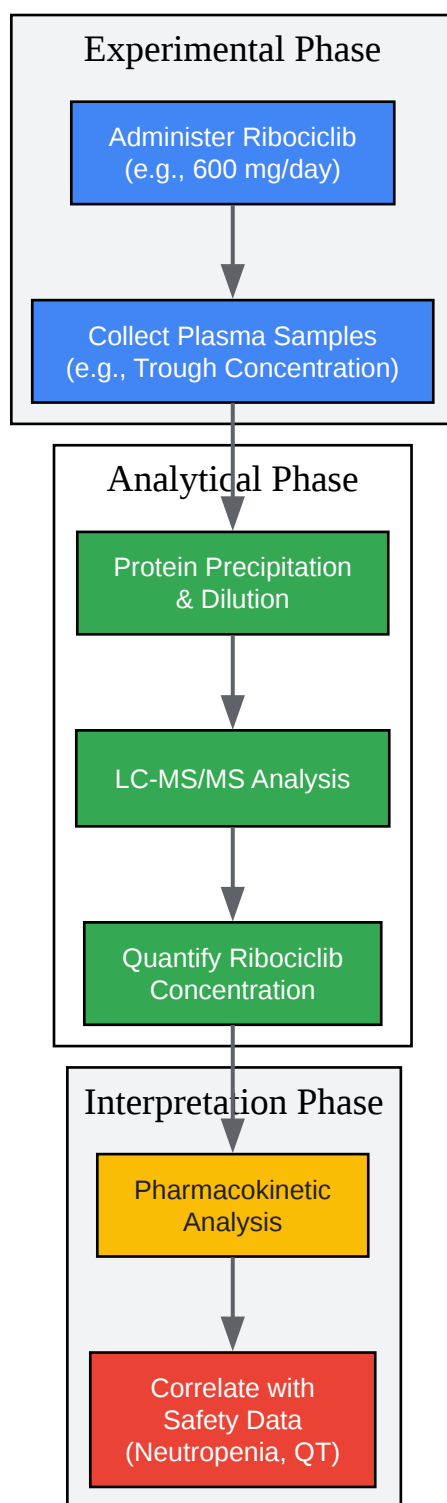 Experimental Phase
Administer Ribociclib
(e.g., 600 mg/day)
Collect Plasma Samples
(e.g., Trough Concentration)
Analytical Phase
Protein Precipitation
& Dilution
LC-MS/MS Analysis
Quantify Ribociclib
Concentration
Interpretation Phase
Pharmacokinetic
Analysis
Correlate with
Safety Data
(Neutropenia, QT)